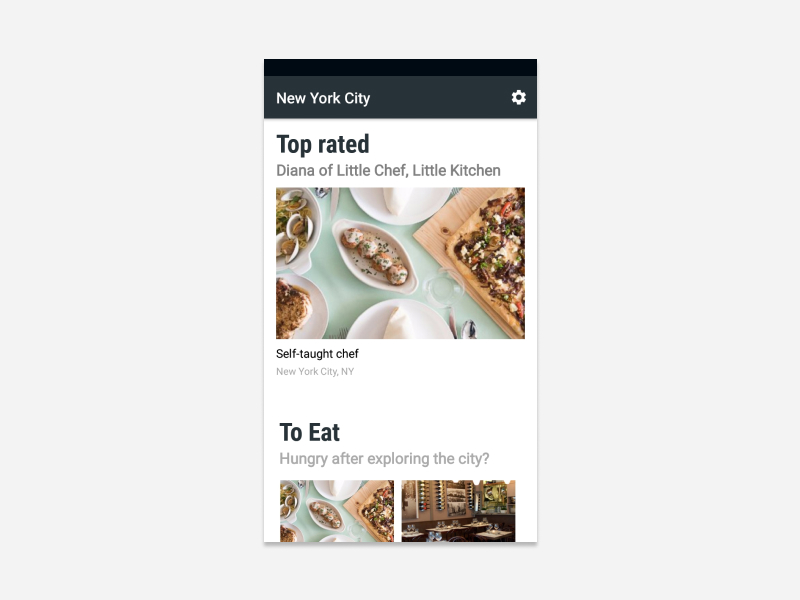 New York City
Top rated
Diana of Little Chef, Little Kitchen
Self-taught chef
New York City, NY
To Eat
Hungry after exploring the city?